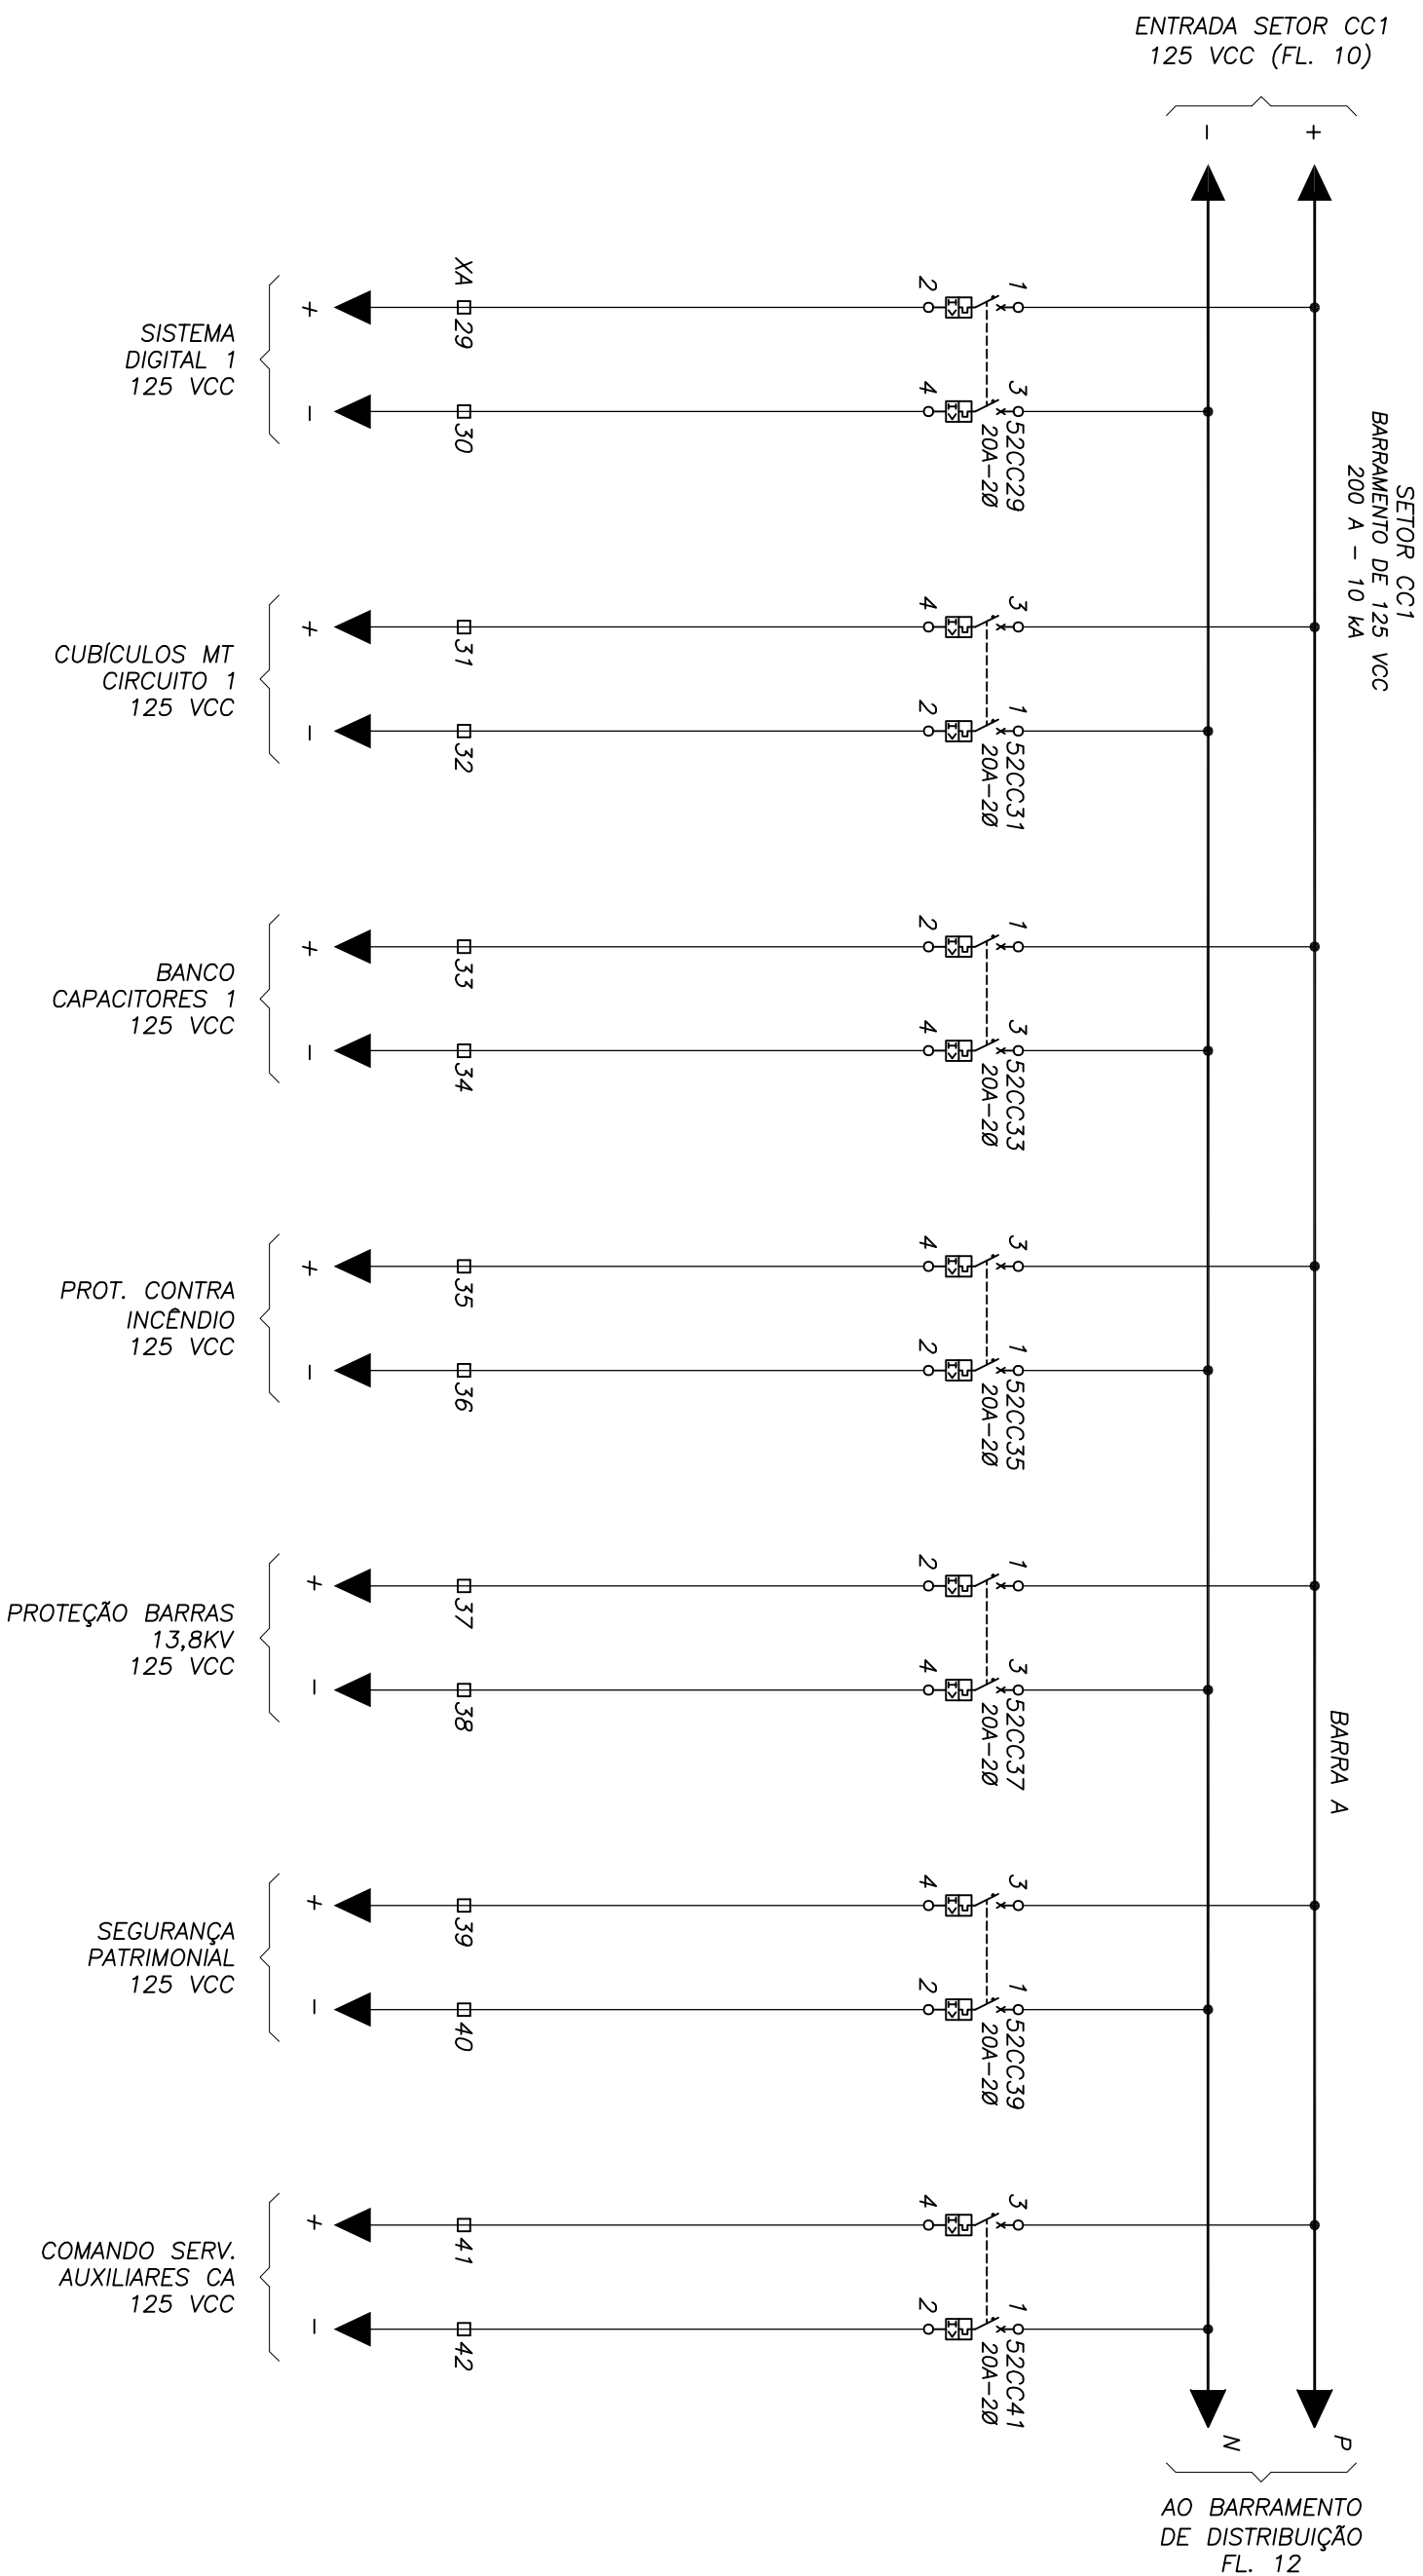 ENTRADA SETOR CC1
125 VCC (FL. 10)
- +
SETOR CC1
BARRAMENTO DE 125 VCC
200 A - 10 kA
SISTEMA
DIGITAL 1
125 VCC
+
-
XA
29
30
2
1
4
3
52CC29
20A-2Ø
CUBÍCULOS MT
CIRCUITO 1
125 VCC
+
-
31
32
4
3
2
1
52CC31
20A-2Ø
BANCO
CAPACITORES 1
125 VCC
+
-
33
34
2
1
4
3
52CC33
20A-2Ø
PROT. CONTRA
INCÊNDIO
125 VCC
+
-
35
36
4
3
2
1
52CC35
20A-2Ø
PROTEÇÃO BARRAS
13,8KV
125 VCC
+
-
37
38
2
1
4
3
52CC37
20A-2Ø
BARRA A
SEGURANÇA
PATRIMONIAL
125 VCC
+
-
39
40
4
3
2
1
52CC39
20A-2Ø
COMANDO SERV.
AUXILIARES CA
125 VCC
+
-
41
42
4
3
2
1
52CC41
20A-2Ø
N
P
AO BARRAMENTO
DE DISTRIBUIÇÃO
FL. 12